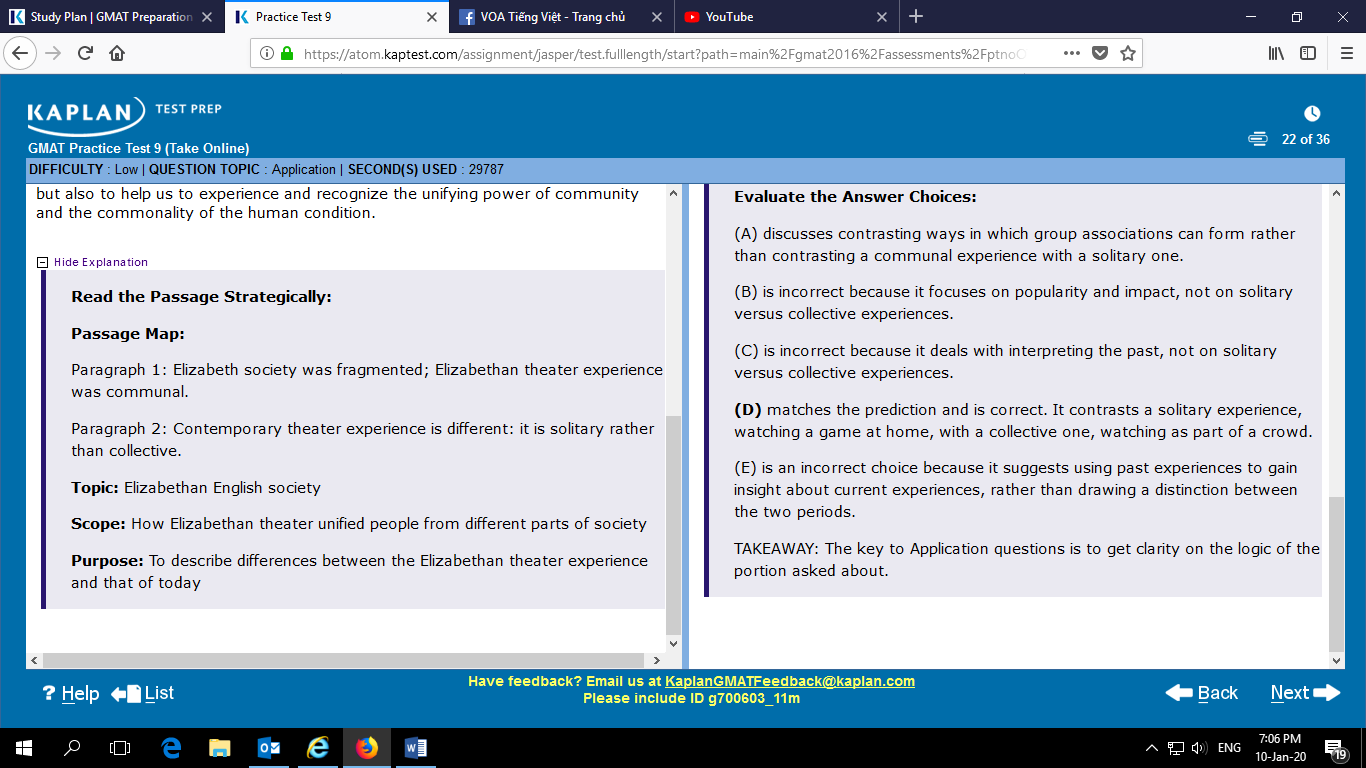 Study Plan | GMAT Preparation
Practice Test 9
VOA Tiếng Việt - Trang chủ
YouTube
https://atom.kaptest.com/assignment/jasper/test.fulllength/start?path=main%2Fgmat2016%2Fassessments%2Fptno
KAPLAN TEST PREP
GMAT Practice Test 9 (Take Online)
22 of 36
DIFFICULTY : Low | QUESTION TOPIC : Application | SECOND(S) USED : 29787
but also to help us to experience and recognize the unifying power of community
and the commonality of the human condition.
Hide Explanation
Read the Passage Strategically:
Passage Map:
Paragraph 1: Elizabeth society was fragmented; Elizabethan theater experience
was communal.
Paragraph 2: Contemporary theater experience is different: it is solitary rather
than collective.
Topic: Elizabethan English society
Scope: How Elizabethan theater unified people from different parts of society
Purpose: To describe differences between the Elizabethan theater experience
and that of today
Evaluate the Answer Choices:
(A) discusses contrasting ways in which group associations can form rather
than contrasting a communal experience with a solitary one.
(B) is incorrect because it focuses on popularity and impact, not on solitary
versus collective experiences.
(C) is incorrect because it deals with interpreting the past, not on solitary
versus collective experiences.
(D) matches the prediction and is correct. It contrasts a solitary experience,
watching a game at home, with a collective one, watching as part of a crowd.
(E) is an incorrect choice because it suggests using past experiences to gain
insight about current experiences, rather than drawing a distinction between
the two periods.
TAKEAWAY: The key to Application questions is to get clarity on the logic of the
portion asked about.
? Help
List
Have feedback? Email us at KaplanGMATFeedback@kaplan.com
Please include ID g700603_11m
Back
Next
ENG
7:06 PM
10-Jan-20
19